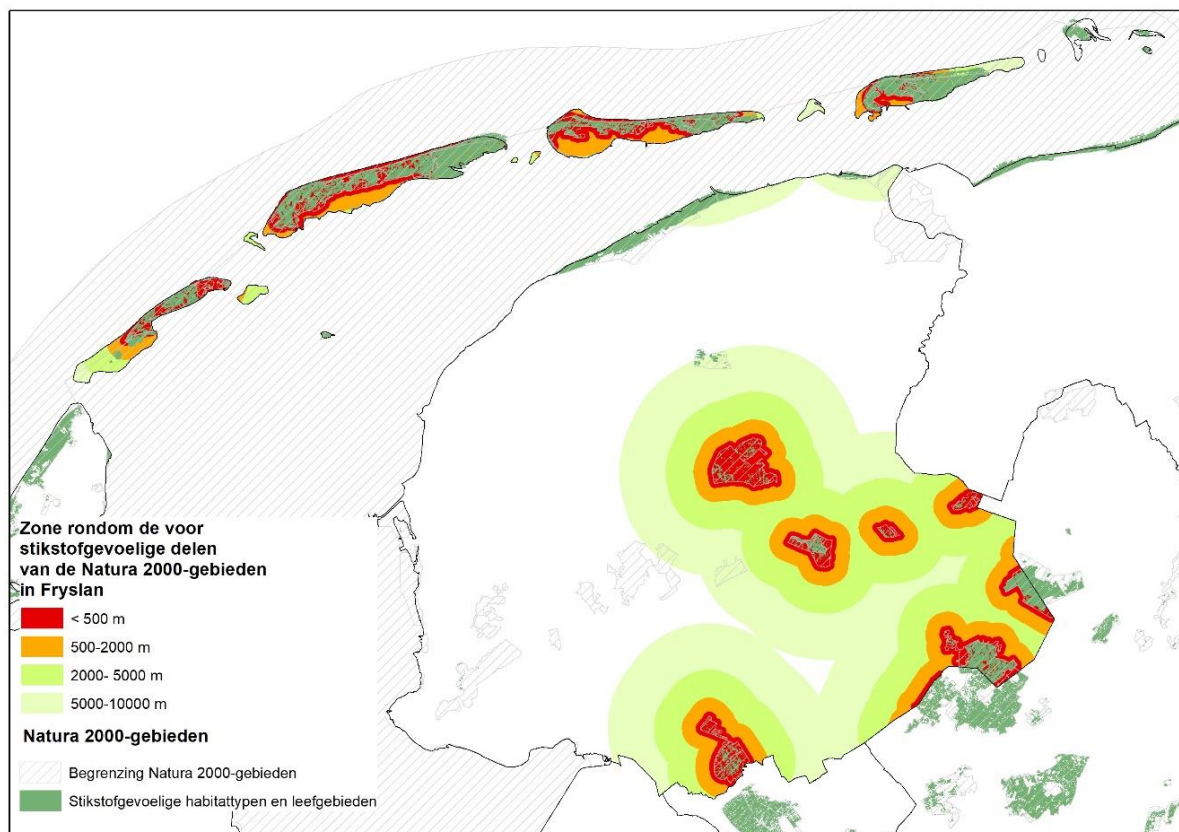 Zone rondom de voor
stikstofgevoelige delen
van de Natura 2000-gebieden
in Fryslan
< 500 m
500-2000 m
2000- 5000 m
5000-10000 m
Natura 2000-gebieden
Begrenzing Natura 2000-gebieden
Stikstofgevoelige habitattypen en leefgebieden